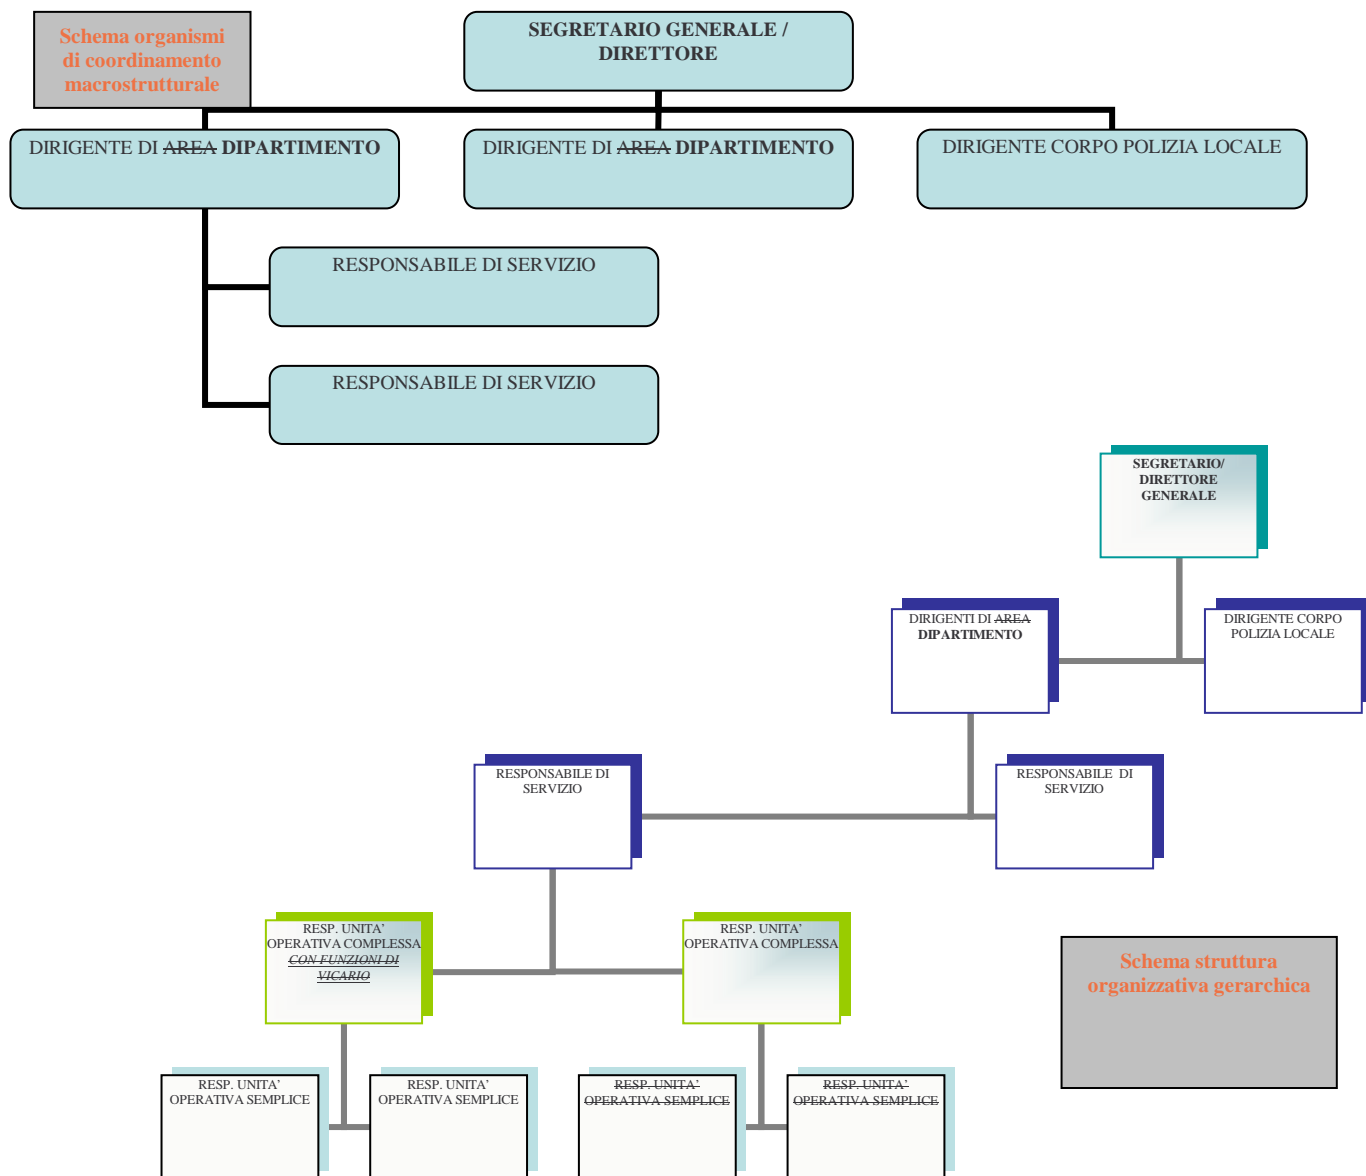 Schema organismi
di coordinamento
macrostrutturale
SEGRETARIO GENERALE /
DIRETTORE
DIRIGENTE DI AREA DIPARTIMENTO
DIRIGENTE DI AREA DIPARTIMENTO
DIRIGENTE CORPO POLIZIA LOCALE
RESPONSABILE DI SERVIZIO
RESPONSABILE DI SERVIZIO
SEGRETARIO/
DIRETTORE
GENERALE
DIRIGENTI DI AREA
DIPARTIMENTO
DIRIGENTE CORPO
POLIZIA LOCALE
RESPONSABILE DI
SERVIZIO
RESPONSABILE DI
SERVIZIO
RESP. UNITA’
OPERATIVA COMPLESSA
CON FUNZIONI DI
VICARIO
RESP. UNITA’
OPERATIVA COMPLESSA
Schema struttura
organizzativa gerarchica
RESP. UNITA’
OPERATIVA SEMPLICE
RESP. UNITA’
OPERATIVA SEMPLICE
RESP. UNITA’
OPERATIVA SEMPLICE
RESP. UNITA’
OPERATIVA SEMPLICE